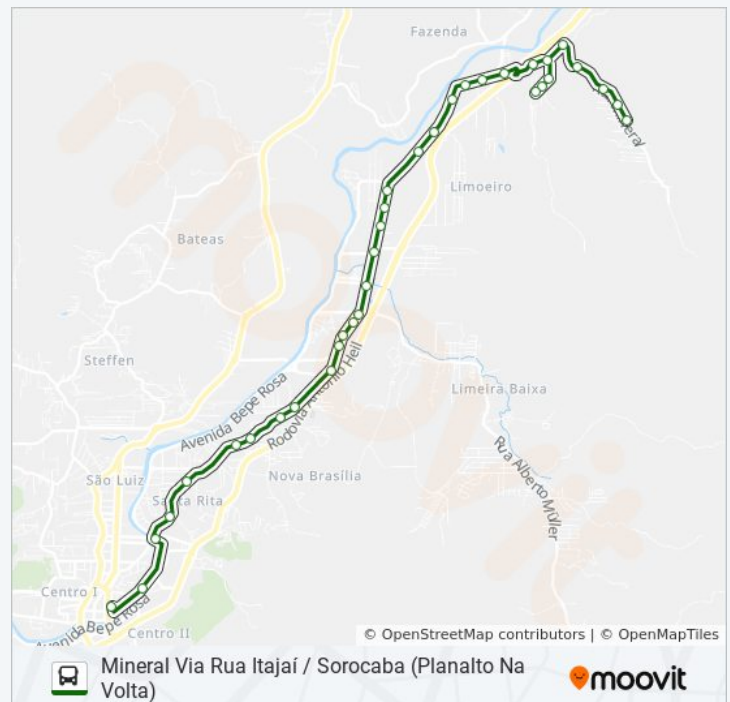 Fazenda
Mineral
Limoeiro
Bateas
Steffen
Limeira Baixa
Avenida Bepe Rosa
Rodovia Antônio Heil
Rua Alberto Müller
São Luiz
Nova Brasília
Santa Rita
Centro I
Avenida Bepe Rosa
Centro II
© OpenStreetMap contributors | © OpenMapTiles
Mineral Via Rua Itajaí / Sorocaba (Planalto Na
Volta)
moovit
moovit